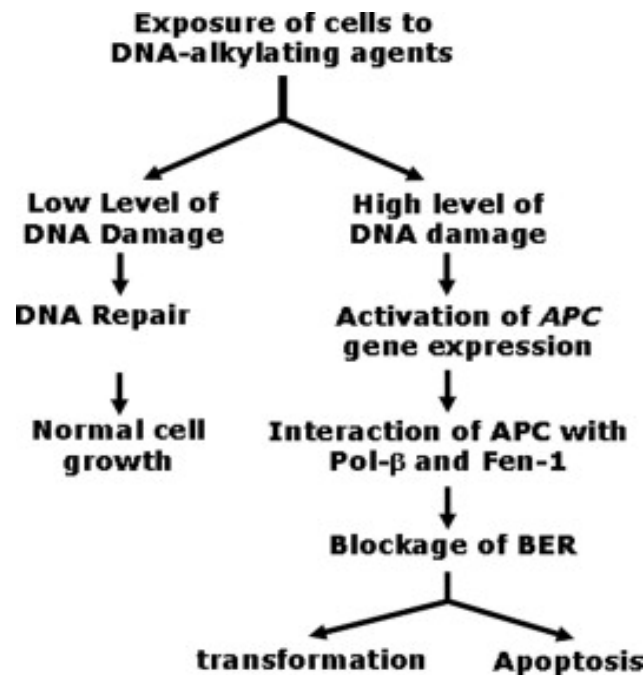 Exposure of cells to
DNA-alkylating agents
Low Level of
DNA Damage
High level of
DNA damage
DNA Repair
Activation of APC
gene expression
Normal cell
growth
Interaction of APC with
Pol-β and Fen-1
Blockage of BER
transformation
Apoptosis